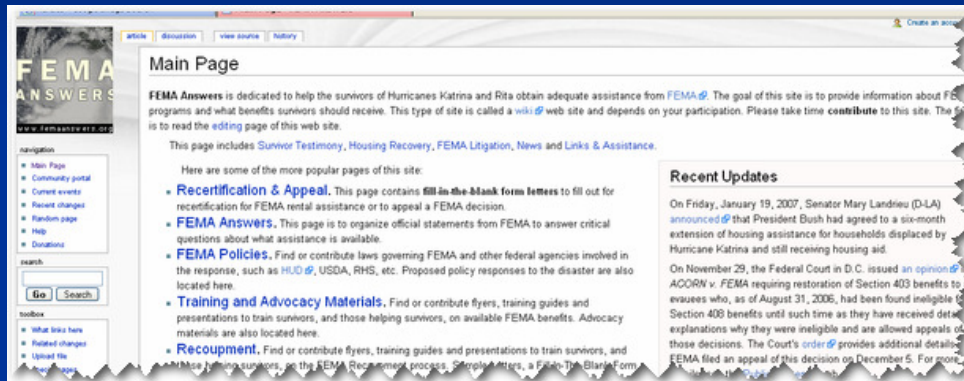 Create an accou
article discussion view source history
FEMA
ANSWERS
www.femaanswers.org
Main Page
FEMA Answers is dedicated to help the survivors of Hurricanes Katrina and Rita obtain adequate assistance from FEMA. The goal of this site is to provide information about FE
programs and what benefits survivors should receive. This type of site is called a wiki web site and depends on your participation. Please take time contribute to this site. The
is to read the editing page of this web site.
This page includes Survivor Testimony, Housing Recovery, FEMA Litigation, News and Links & Assistance.
navigation
Main Page
Community portal
Current events
Recent changes
Random page
Help
Donations
search
Go Search
toolbox
What links here
Related changes
Upload file
Here are some of the more popular pages of this site:
Recertification & Appeal. This page contains fill-in-the-blank form letters to fill out for
recertification for FEMA rental assistance or to appeal a FEMA decision.
FEMA Answers. This page is to organize official statements from FEMA to answer critical
questions about what assistance is available.
FEMA Policies. Find or contribute laws governing FEMA and other federal agencies involved in
the response, such as HUD, USDA, RHS, etc. Proposed policy responses to the disaster are also
located here.
Training and Advocacy Materials. Find or contribute flyers, training guides and
presentations to train survivors, and those helping survivors, on available FEMA benefits. Advocacy
materials are also located here.
Recoupment. Find or contribute flyers, training guides and presentations to train survivors, and
Recent Updates
On Friday, January 19, 2007, Senator Mary Landrieu (D-LA)
announced that President Bush had agreed to a six-month
extension of housing assistance for households displaced by
Hurricane Katrina and still receiving housing aid.
On November 29, the Federal Court in D.C. issued an opinion
ACORN v. FEMA requiring restoration of Section 403 benefits to
evauees who, as of August 31, 2006, had been found ineligible
Section 408 benefits until such time as they have received deta
explanations why they were ineligible and are allowed appeals of
those decisions. The Court's order provides additional details.
FEMA filed an appeal of this decision on December 5. For more